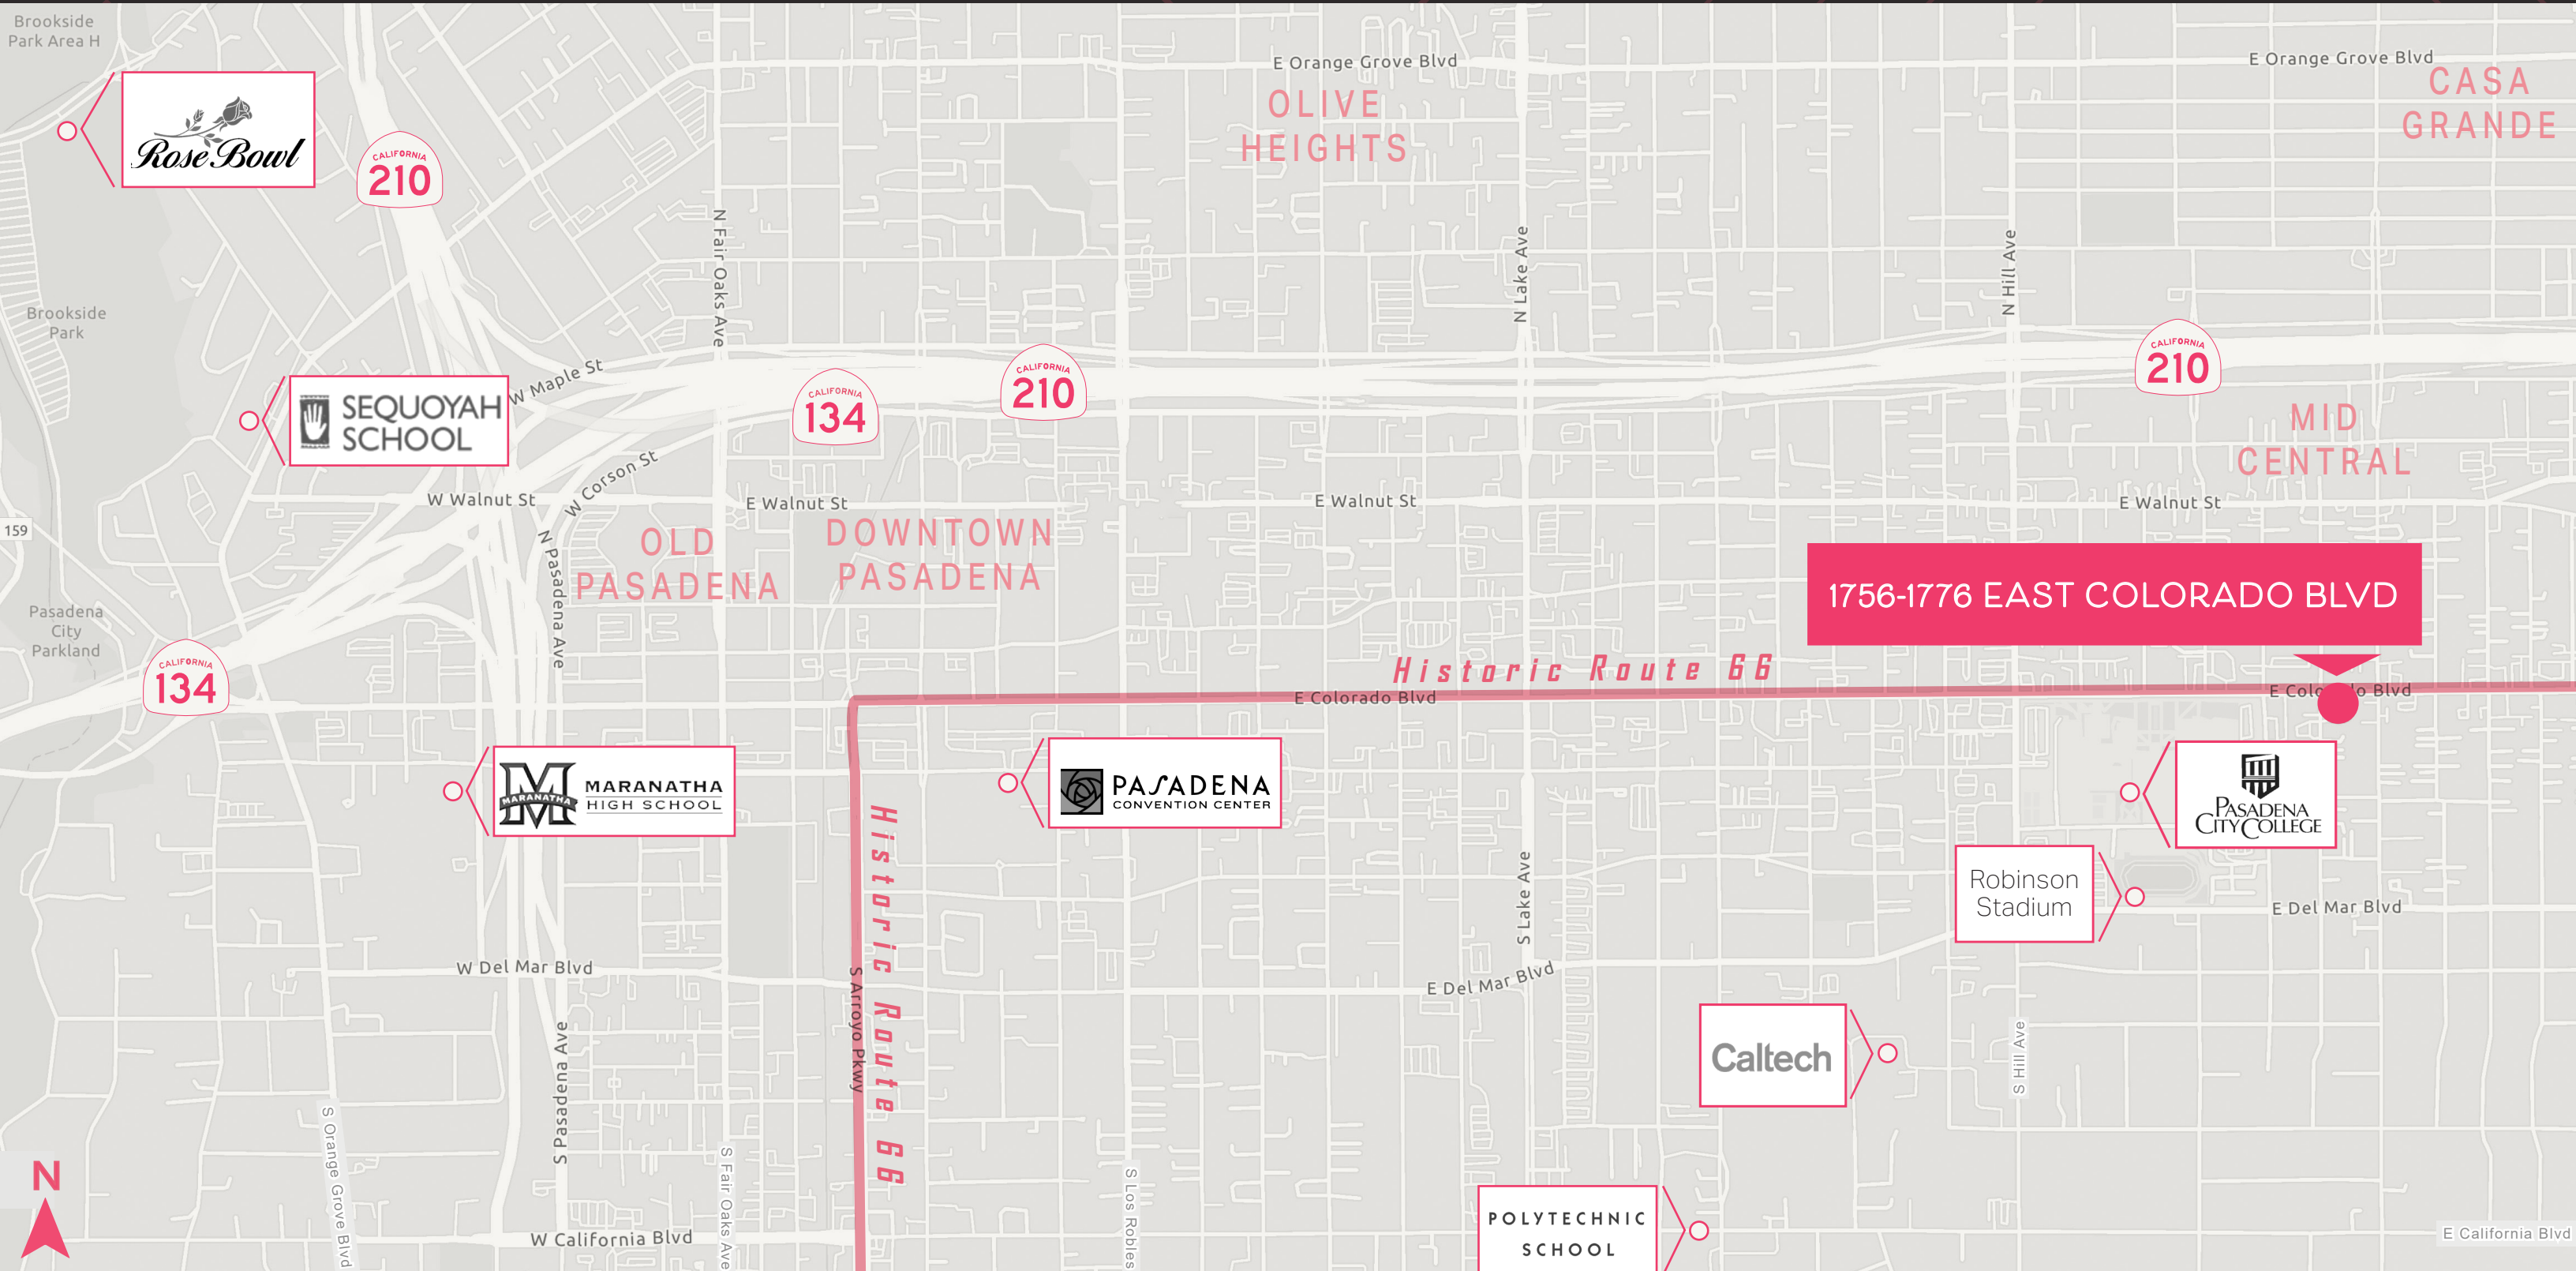 Brookside
Park Area H
E Orange Grove Blvd
E Orange Grove Blvd
CASA
GRANDE
OLIVE
HEIGHTS
Rose Bowl
CALIFORNIA
210
N Fair Oaks Ave
N Lake Ave
N Hill Ave
Brookside
Park
CALIFORNIA
210
CALIFORNIA
210
CALIFORNIA
134
W Maple St
SEQUOYAH
SCHOOL
MID
CENTRAL
W Corson St
W Walnut St
E Walnut St
E Walnut St
E Walnut St
159
OLD
PASADENA
DOWNTOWN
PASADENA
N Pasadena Ave
1756-1776 EAST COLORADO BLVD
Pasadena
City
Parkland
CALIFORNIA
134
Historic Route 66
E Colorado Blvd
E Colorado Blvd
M
MARANATHA
MARANATHA
HIGH SCHOOL
PASADENA
CONVENTION CENTER
PASADENA
CITY COLLEGE
Historic Route 66
S Lake Ave
Robinson
Stadium
E Del Mar Blvd
W Del Mar Blvd
E Del Mar Blvd
S Arroyo Pkwy
S Pasadena Ave
Caltech
S Hill Ave
S Orange Grove Blvd
S Fair Oaks Ave
S Los Robles
N
POLYTECHNIC
SCHOOL
W California Blvd
E California Blvd